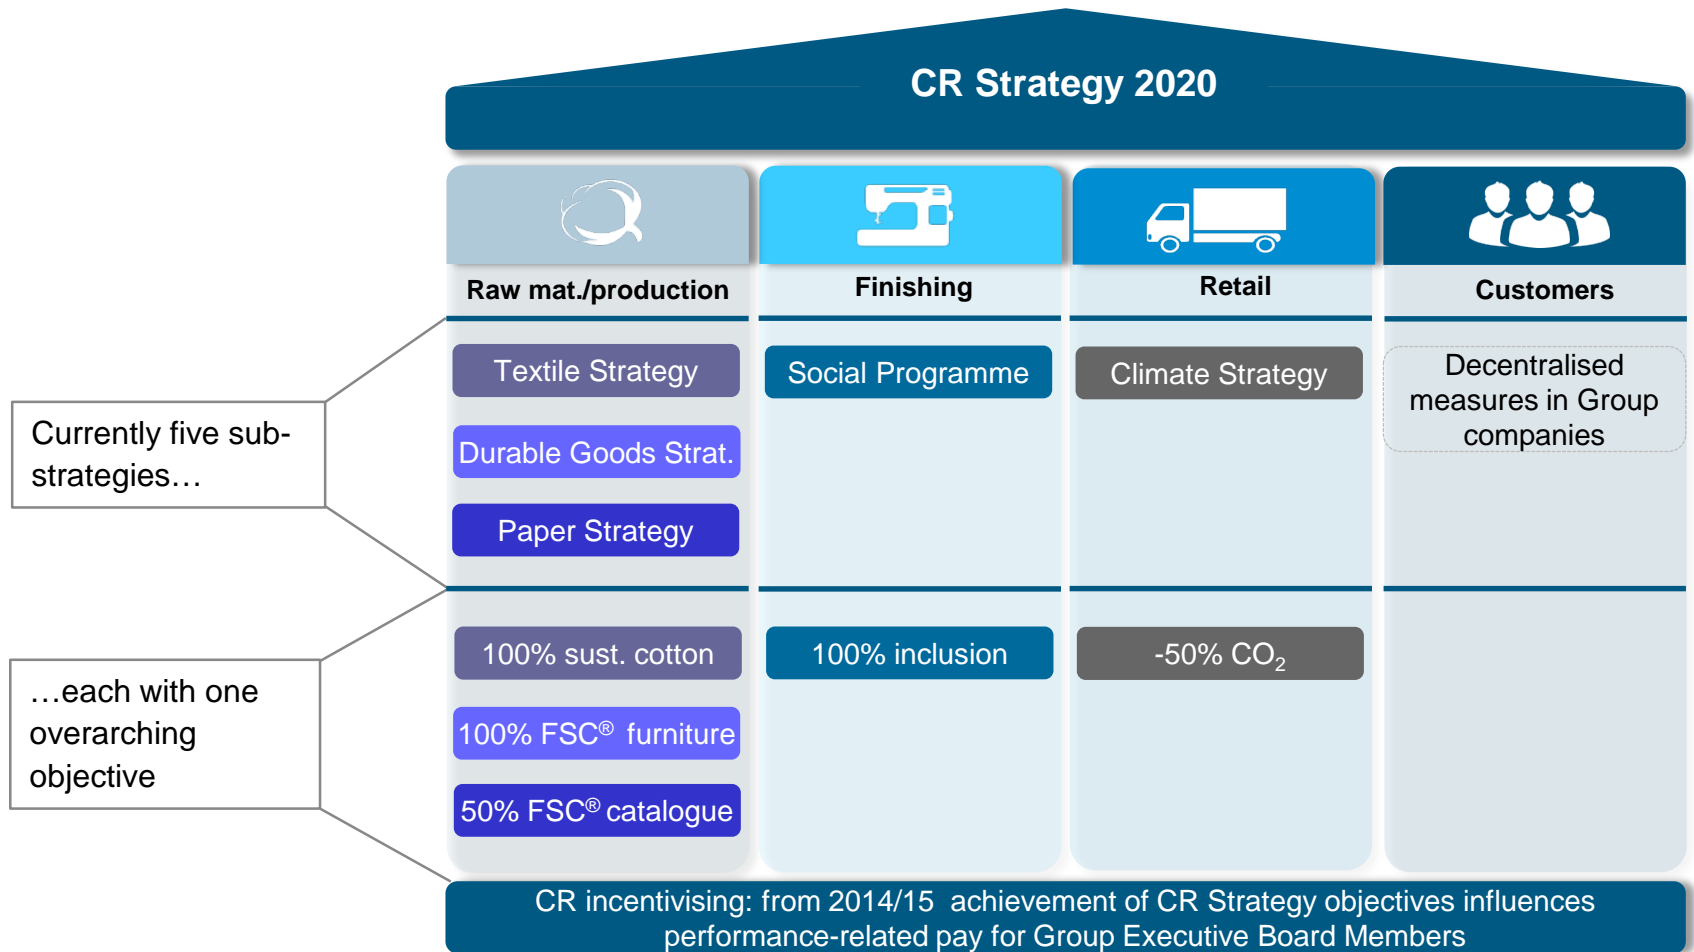 CR Strategy 2020
Raw mat./production
Finishing
Retail
Customers
Currently five sub-
strategies…
Textile Strategy
Durable Goods Strat.
Paper Strategy
Social Programme
Climate Strategy
Decentralised
measures in Group
companies
…each with one
overarching
objective
100% sust. cotton
100% FSC® furniture
50% FSC® catalogue
100% inclusion
-50% CO₂
CR incentivising: from 2014/15 achievement of CR Strategy objectives influences
performance-related pay for Group Executive Board Members